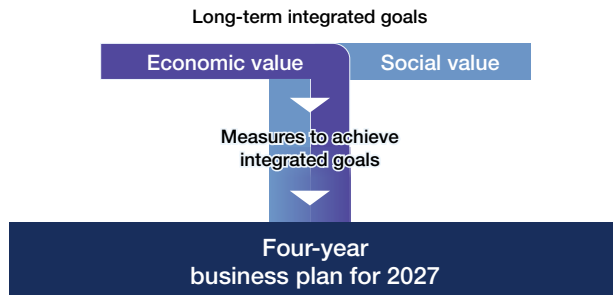 Long-term integrated goals
Economic value
Social value
Measures to achieve
integrated goals
Four-year
business plan for 2027